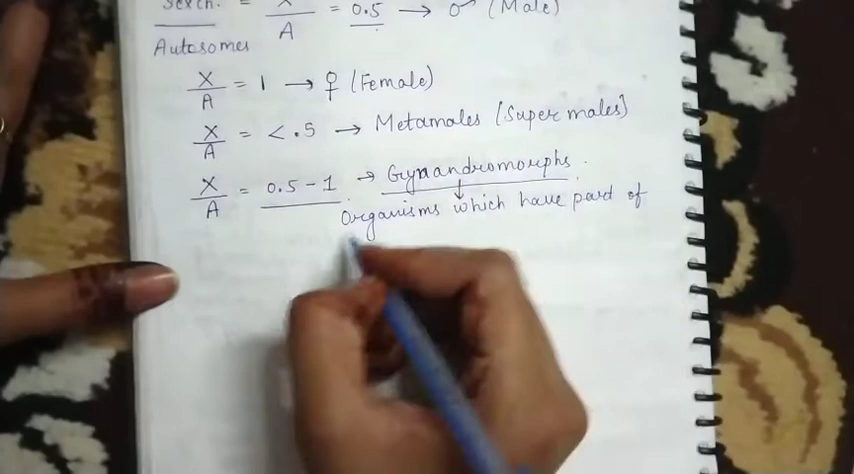 Sexch. = X/A = 0.5 → ♂ (Male)
Autosomes
X/A = 1 → ♀ (Female)
X/A = < .5 → Metamales [Super males]
X/A = 0.5 - 1 → Gynandromorphs.
Organisms which have part of